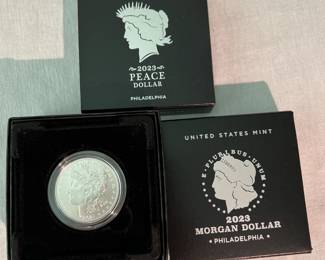 2023
PEACE
DOLLAR
PHILADELPHIA
UNITED STATES MINT
E·PLURIBUS·UNUM
2023
MORGAN DOLLAR
PHILADELPHIA